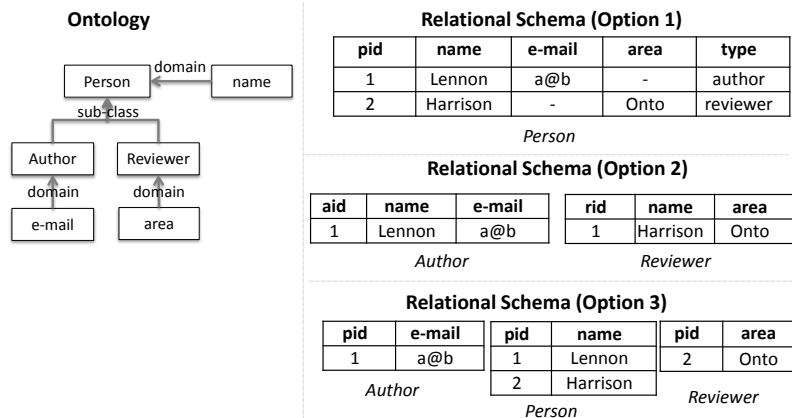 Ontology
Person
domain
name
sub-class
Author
Reviewer
domain
domain
e-mail
area
Relational Schema (Option 1)
pid name e-mail area type
1 Lennon a@b - author
2 Harrison - Onto reviewer
Person
Relational Schema (Option 2)
aid name e-mail
1 Lennon a@b
Author
rid name area
1 Harrison Onto
Reviewer
Relational Schema (Option 3)
pid e-mail
1 a@b
Author
pid name
1 Lennon
2 Harrison
Person
pid area
2 Onto
Reviewer